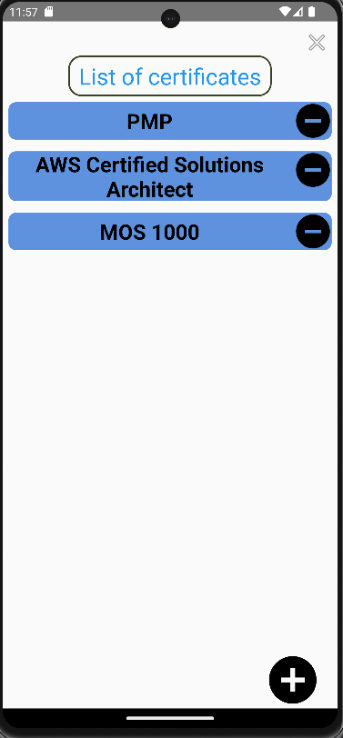 11:57
List of certificates
PMP
AWS Certified Solutions
Architect
MOS 1000